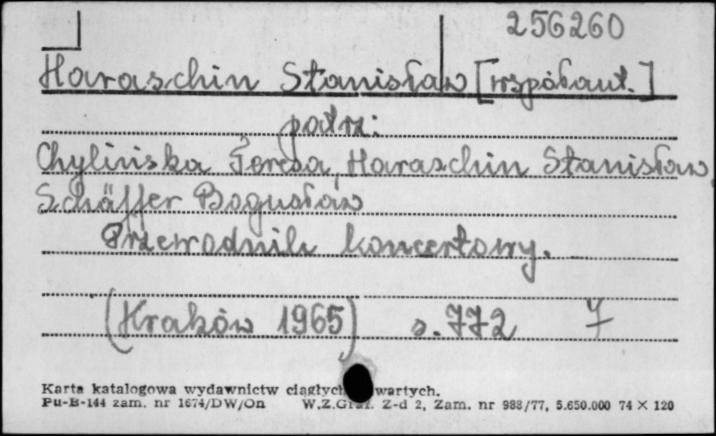 256260
Haraschin Stanisław [współaut.]
patrz:
Chylińska Teresa, Haraschin Stanisław,
Schäffer Bogusław
Przewodnik koncertowy.
(Kraków 1965) s. 772 7
Karta katalogowa wydawnictw ciągłych wartych.
Pu-B-144 zam. nr 1674/DW/On W.Z.Graf. Z-d 2, Zam. nr 988/77, 5.650.000 74 × 120